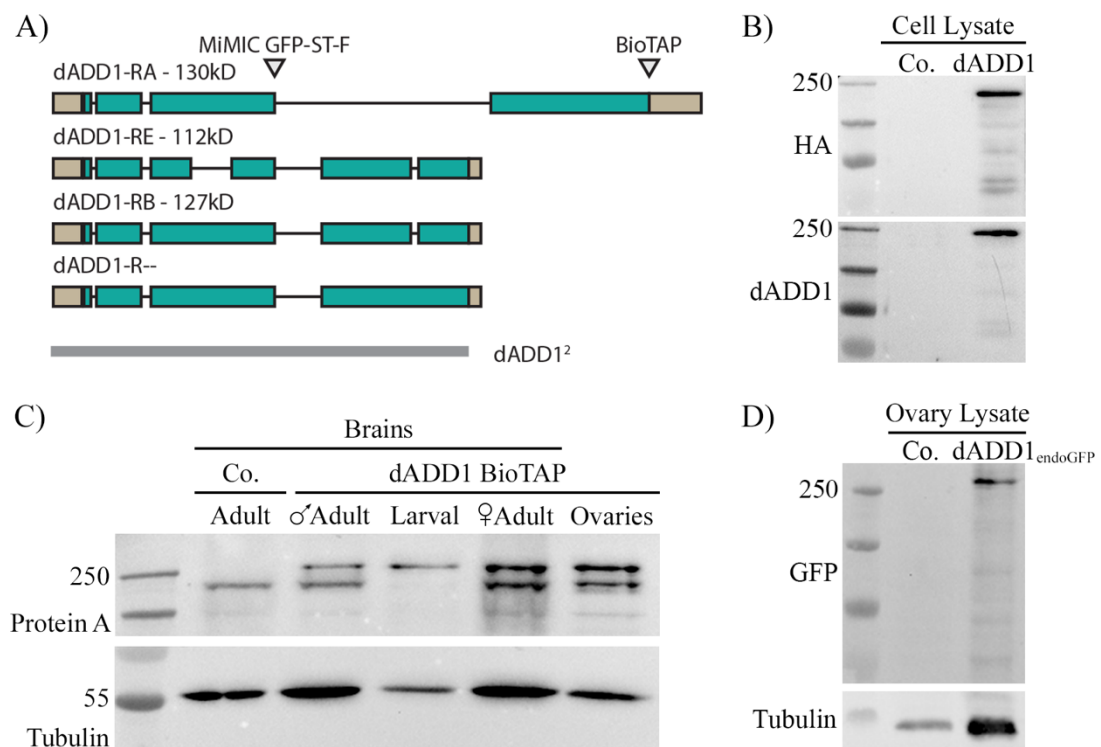 A)
MiMIC GFP-ST-F
BioTAP
dADD1-RA - 130kD
dADD1-RE - 112kD
dADD1-RB - 127kD
dADD1-R--
dADD1²
B)
Cell Lysate
Co. dADD1
250
HA
250
dADD1
C)
Brains
Co. dADD1 BioTAP
Adult ♂Adult Larval ♀Adult Ovaries
250
Protein A
55
Tubulin
D)
Ovary Lysate
Co. dADD1endoGFP
250
GFP
Tubulin